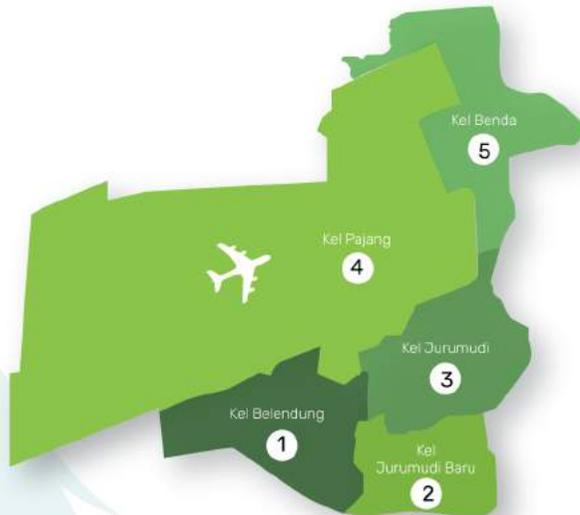 Kel Benda
5
Kel Pajang
4
Kel Jurumudi
3
Kel Belendung
1
Kel
Jurumudi Baru
2